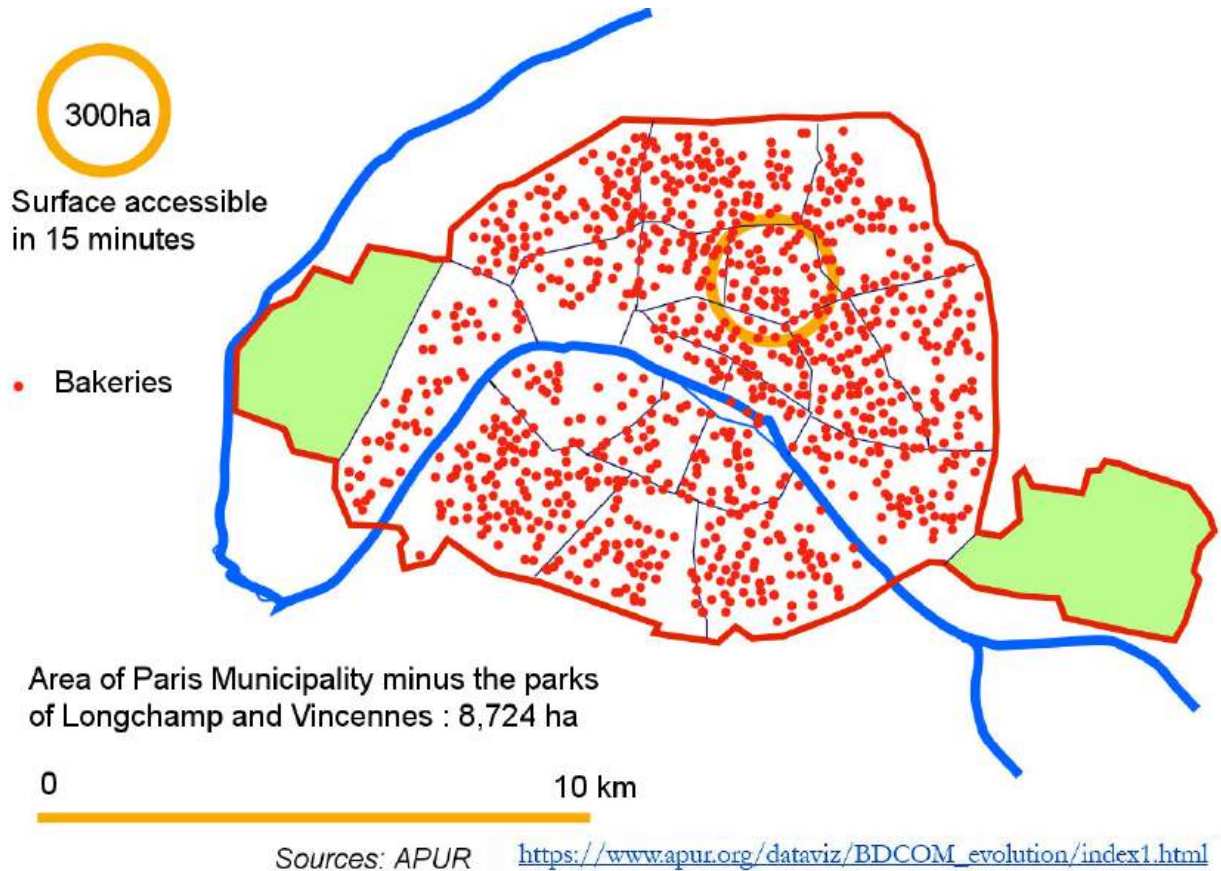 300ha
Surface accessible
in 15 minutes
Bakeries
Area of Paris Municipality minus the parks
of Longchamp and Vincennes : 8,724 ha
0 10 km
Sources: APUR https://www.apur.org/dataviz/BDCOM_evolution/index1.html